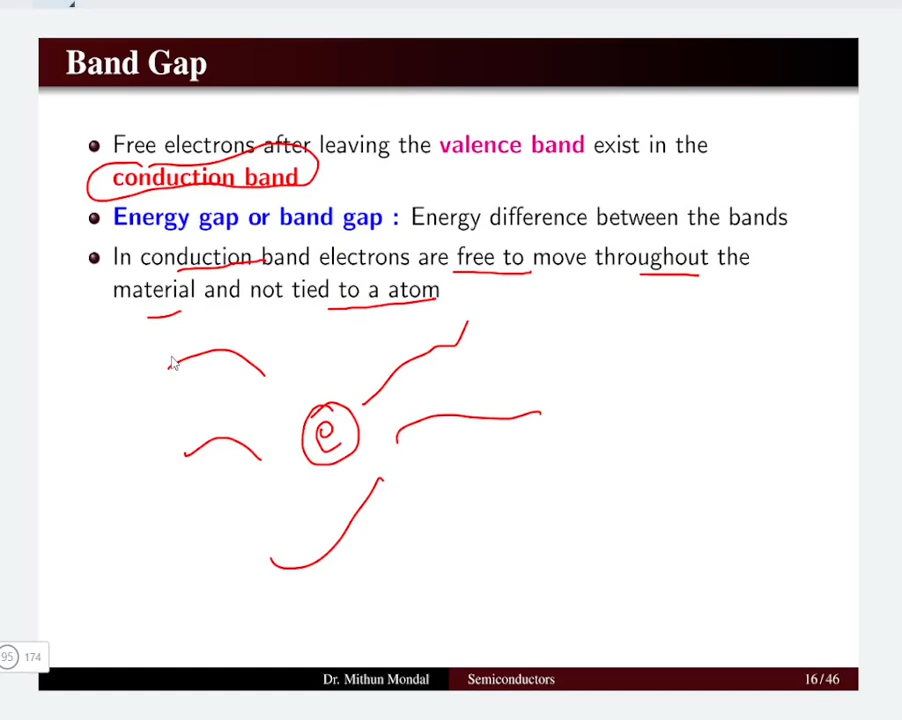 Band Gap
Free electrons after leaving the valence band exist in the
conduction band
Energy gap or band gap : Energy difference between the bands
In conduction band electrons are free to move throughout the
material and not tied to a atom
e
95 174
Dr. Mithun Mondal Semiconductors 16/46